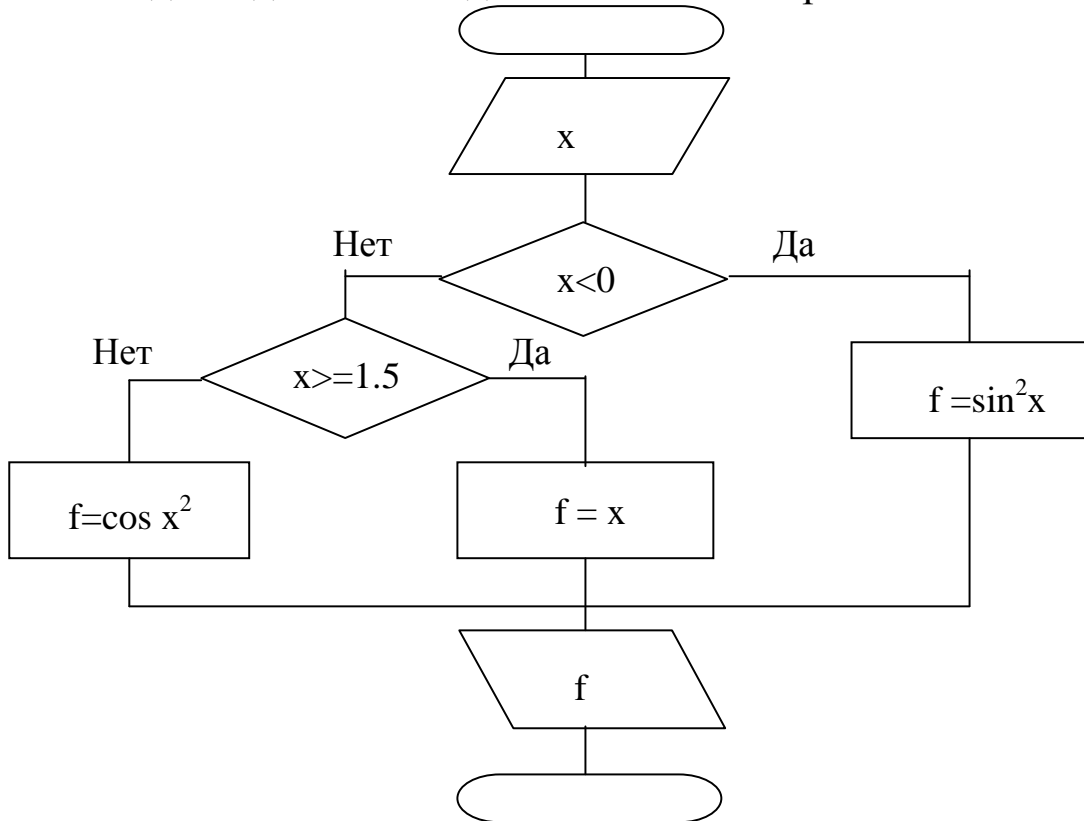 x
Нет
Да
x<0
Нет
Да
x>=1.5
f =sin²x
f=cos x²
f = x
f